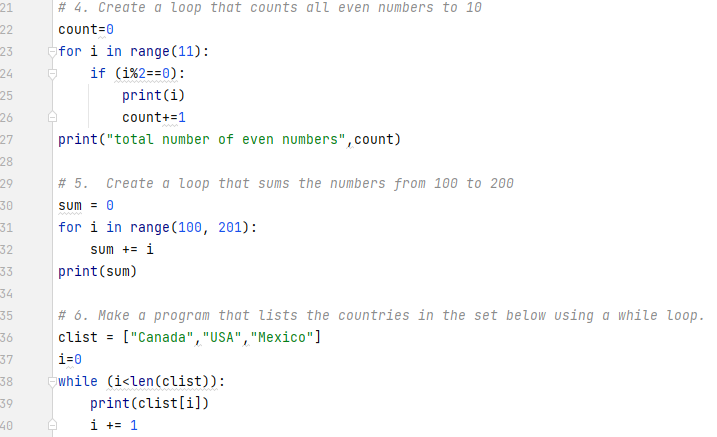 21 # 4. Create a loop that counts all even numbers to 10
22 count=0
23 for i in range(11):
24     if (i%2==0):
25         print(i)
26         count+=1
27 print("total number of even numbers",count)
28
29 # 5.  Create a loop that sums the numbers from 100 to 200
30 sum = 0
31 for i in range(100, 201):
32     sum += i
33 print(sum)
34
35 # 6. Make a program that lists the countries in the set below using a while loop.
36 clist = ["Canada","USA","Mexico"]
37 i=0
38 while (i<len(clist)):
39     print(clist[i])
40     i += 1